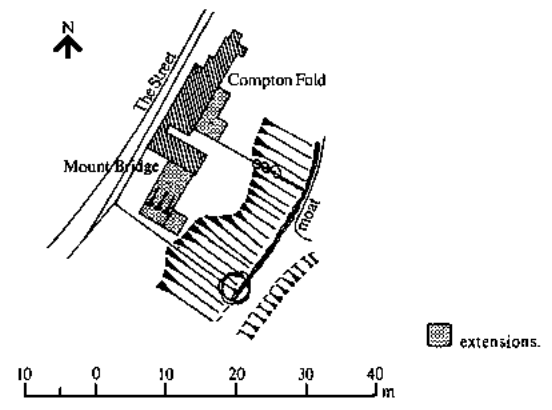 N
The Street
Compton Fold
Mount Bridge
moat
extensions.
10 0 10 20 30 40 m